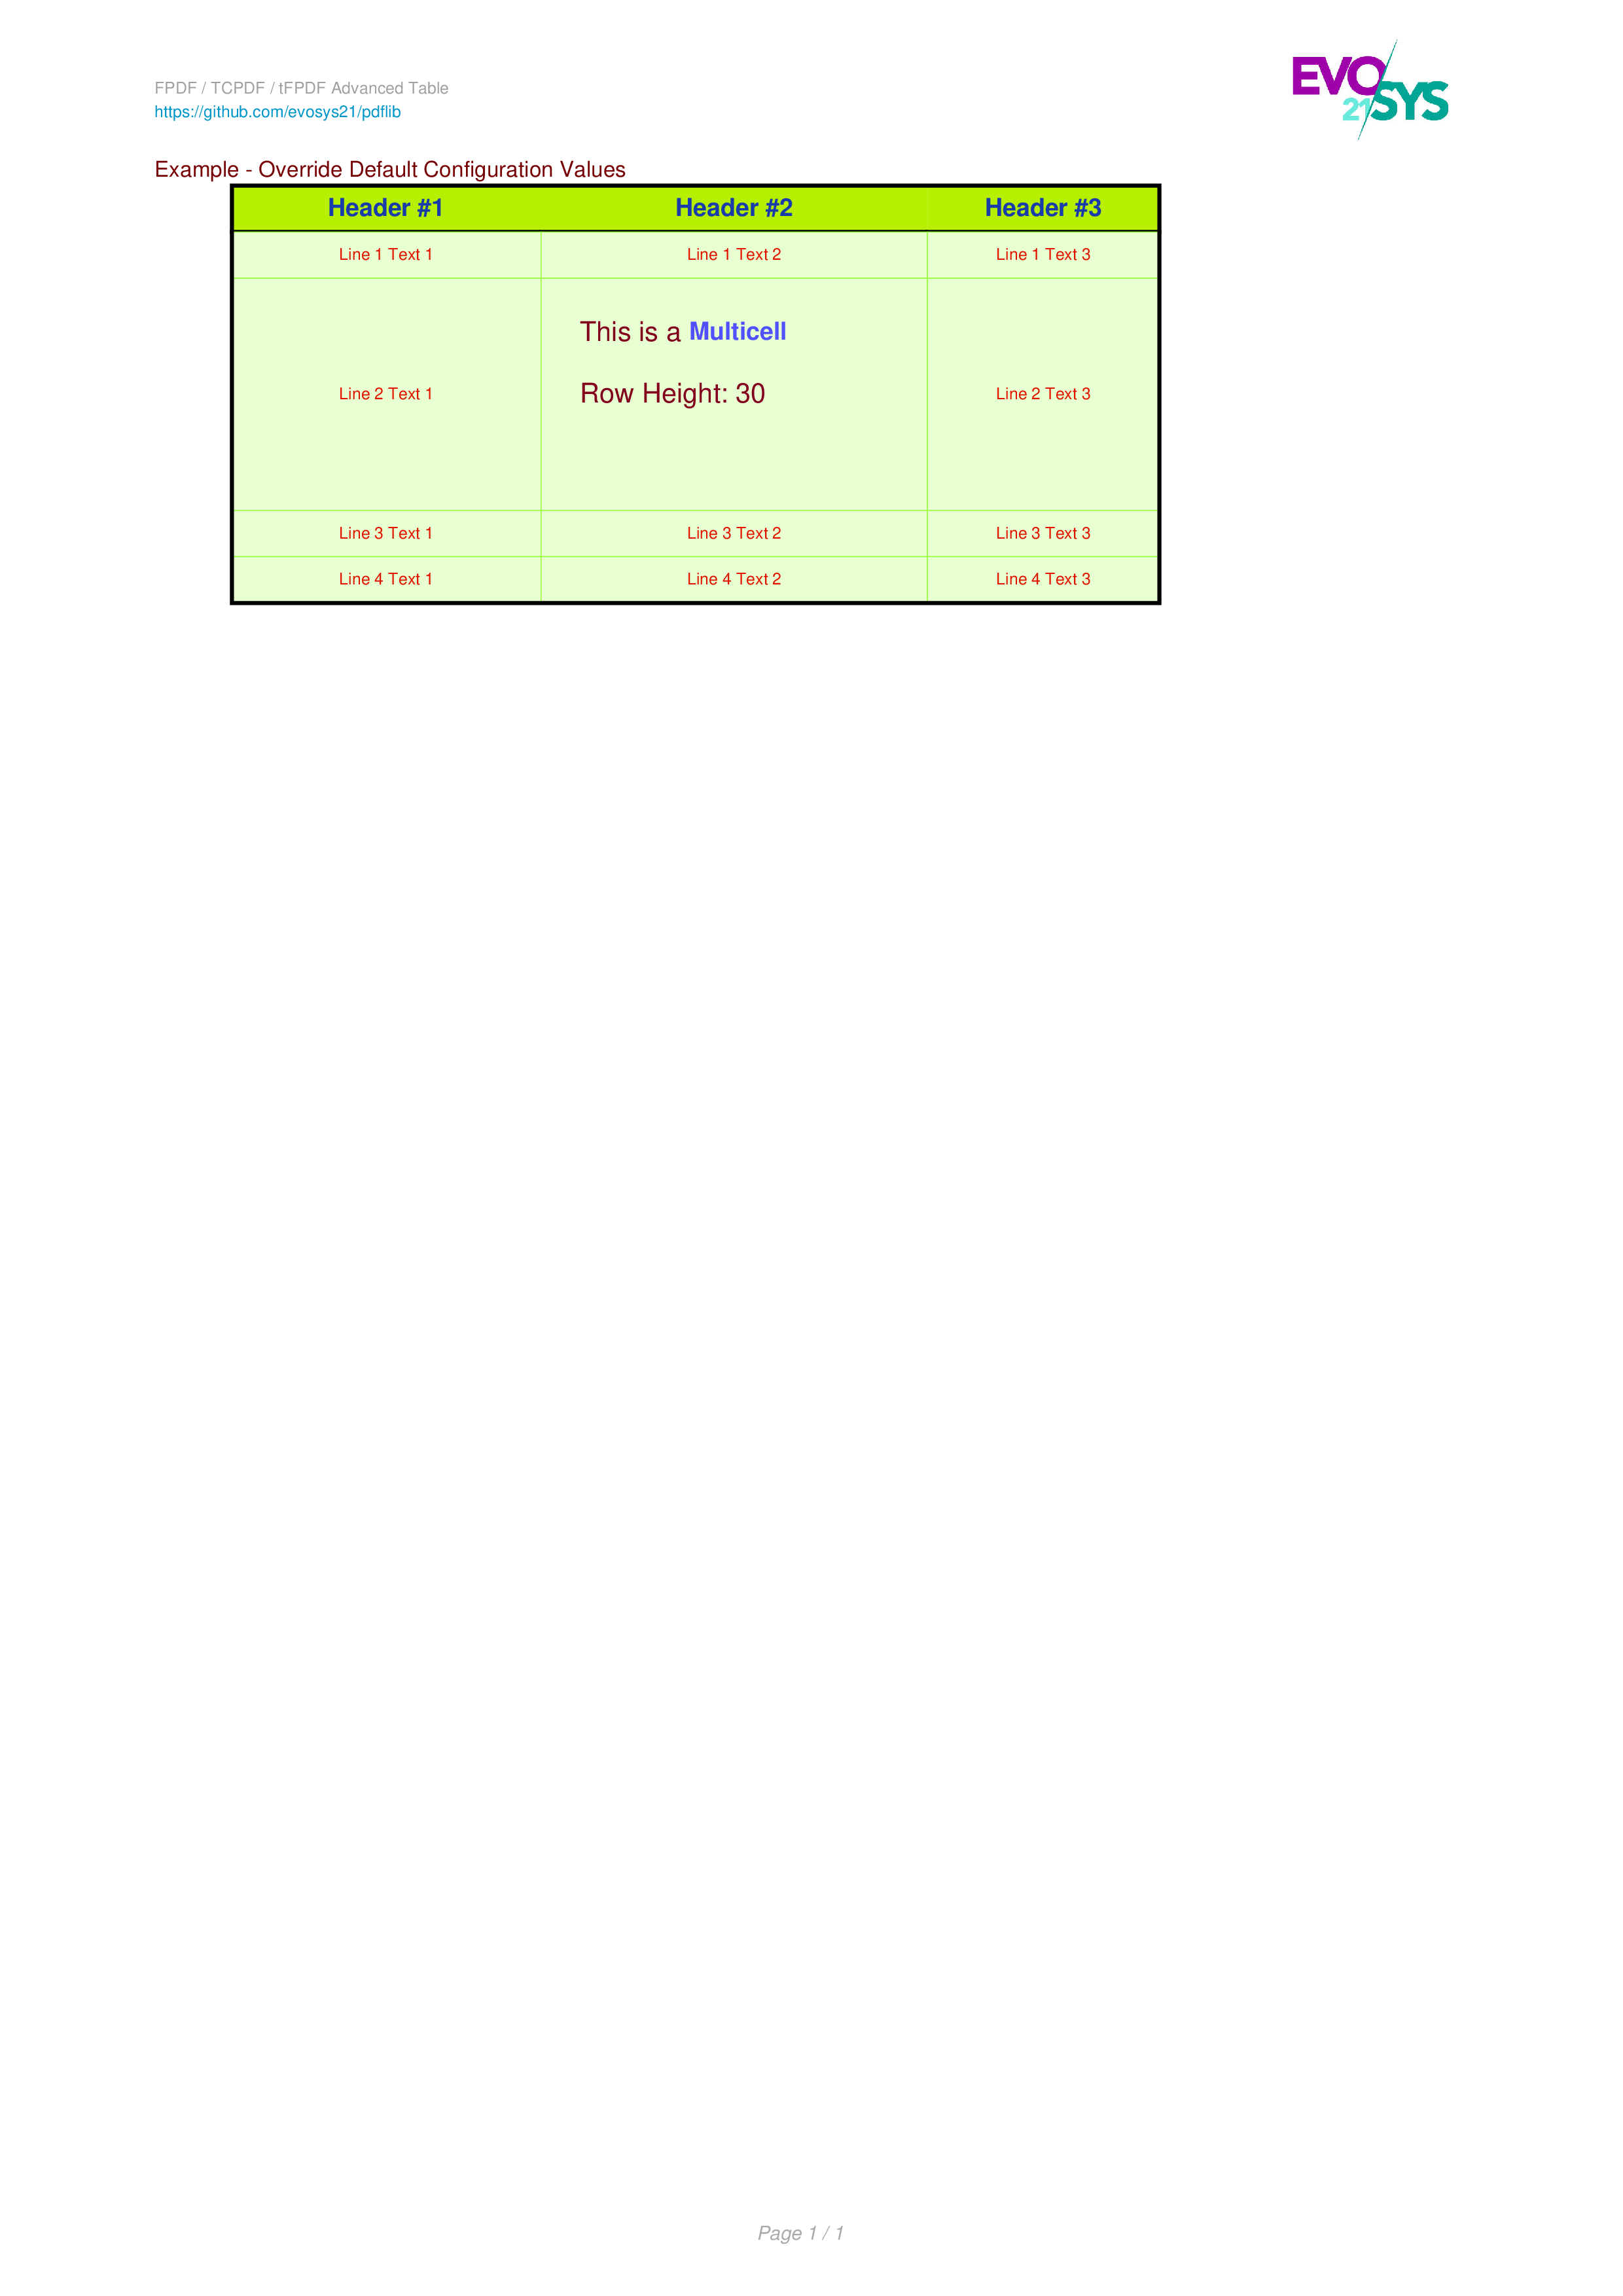 FPDF / TCPDF / tFPDF Advanced Table
https://github.com/evosys21/pdflib
EVO
21 SYS
Example - Override Default Configuration Values
Header #1 Header #2 Header #3
Line 1 Text 1 Line 1 Text 2 Line 1 Text 3
This is a Multicell
Line 2 Text 1 Row Height: 30 Line 2 Text 3
Line 3 Text 1 Line 3 Text 2 Line 3 Text 3
Line 4 Text 1 Line 4 Text 2 Line 4 Text 3
Page 1 / 1